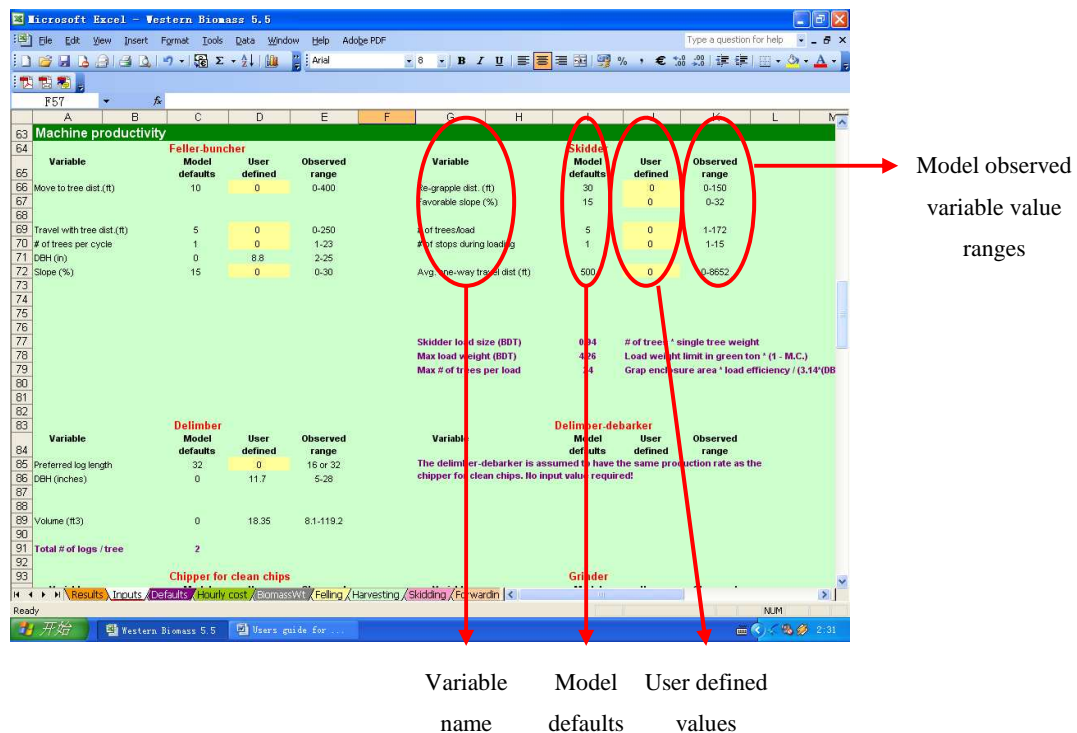 Microsoft Excel - Western Biomass 5.5
File Edit View Insert Format Tools Data Window Help Adobe PDF Type a question for help
Arial 8 B I U % , €
F57 fx
A B C D E F G H I J K L
63 Machine productivity
64 Feller-buncher Skidder
Variable Model User Observed Variable Model User Observed
65 defaults defined range defaults defined range
66 Move to tree dist.(ft) 10 0 0-400 Re-grapple dist. (ft) 30 0 0-150
67 Favorable slope (%) 15 0 0-32
68
69 Travel with tree dist.(ft) 5 0 0-250 # of trees/load 5 0 1-172
70 # of trees per cycle 1 0 1-23 # of stops during loading 1 0 1-15
71 DBH (in) 0 8.8 2-25
72 Slope (%) 15 0 0-30 Avg. one-way travel dist (ft) 500 0 0-8652
73
74
75
76
77 Skidder load size (BDT) 0.94 # of trees * single tree weight
78 Max load weight (BDT) 4.26 Load weight limit in green ton * (1 - M.C.)
79 Max # of trees per load Grap enclosure area * load efficiency / (3.14*(DB
80
81
82
83 Delimber Delimber-debarker
Variable Model User Observed Variable Model User Observed
84 defaults defined range defaults defined range
85 Preferred log length 32 0 16 or 32 The delimber-debarker is assumed to have the same production rate as the
86 DBH (inches) 0 11.7 5-28 chipper for clean chips. No input value required!
87
88
89 Volume (ft3) 0 18.35 8.1-119.2
90
91 Total # of logs / tree 2
92
93 Chipper for clean chips Grinder
Results Inputs Defaults Hourly cost BiomassWt Felling Harvesting Skidding Forwardin
Ready NUM
开始 Western Biomass 5.5 Users guide for ... 2:31
Model observed
variable value
ranges
Variable Model User defined
name defaults values